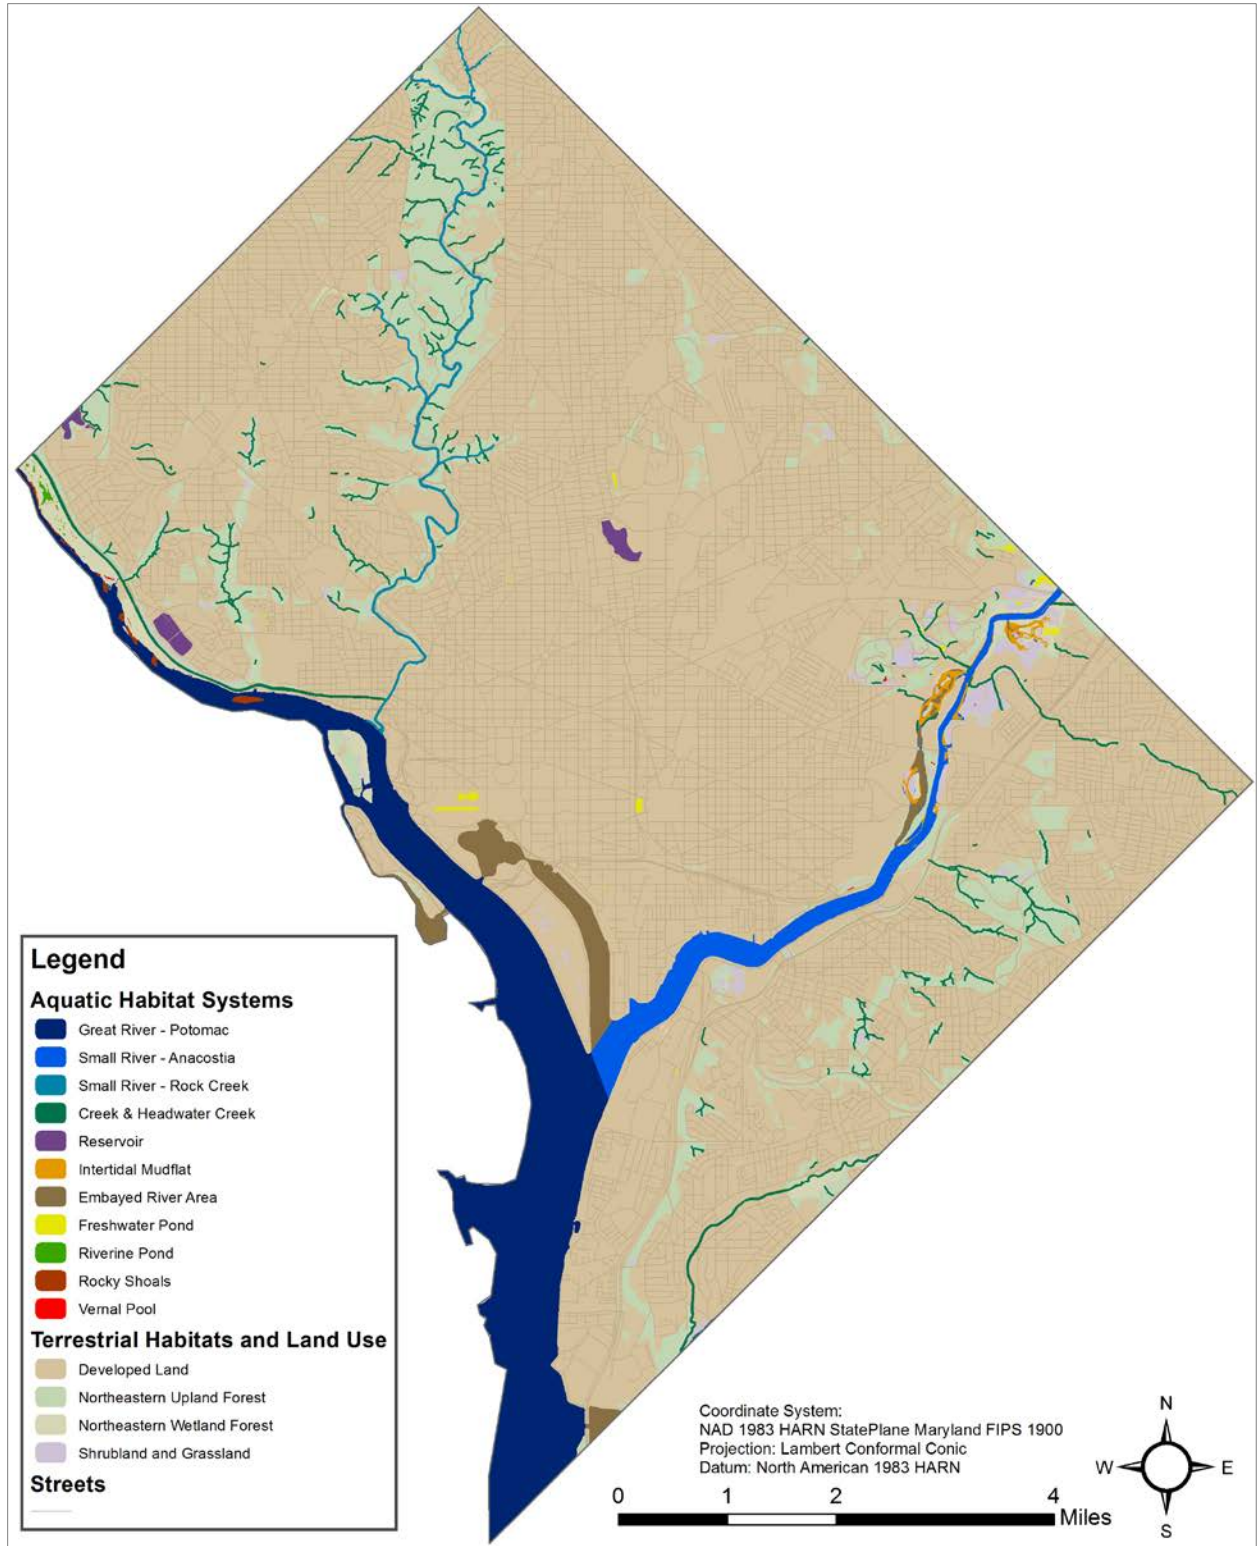 Legend
Aquatic Habitat Systems
Great River - Potomac
Small River - Anacostia
Small River - Rock Creek
Creek & Headwater Creek
Reservoir
Intertidal Mudflat
Embayed River Area
Freshwater Pond
Riverine Pond
Rocky Shoals
Vernal Pool
Terrestrial Habitats and Land Use
Developed Land
Northeastern Upland Forest
Northeastern Wetland Forest
Shrubland and Grassland
Streets
Coordinate System:
NAD 1983 HARN StatePlane Maryland FIPS 1900
Projection: Lambert Conformal Conic
Datum: North American 1983 HARN
0 1 2 4
Miles
N
W E
S